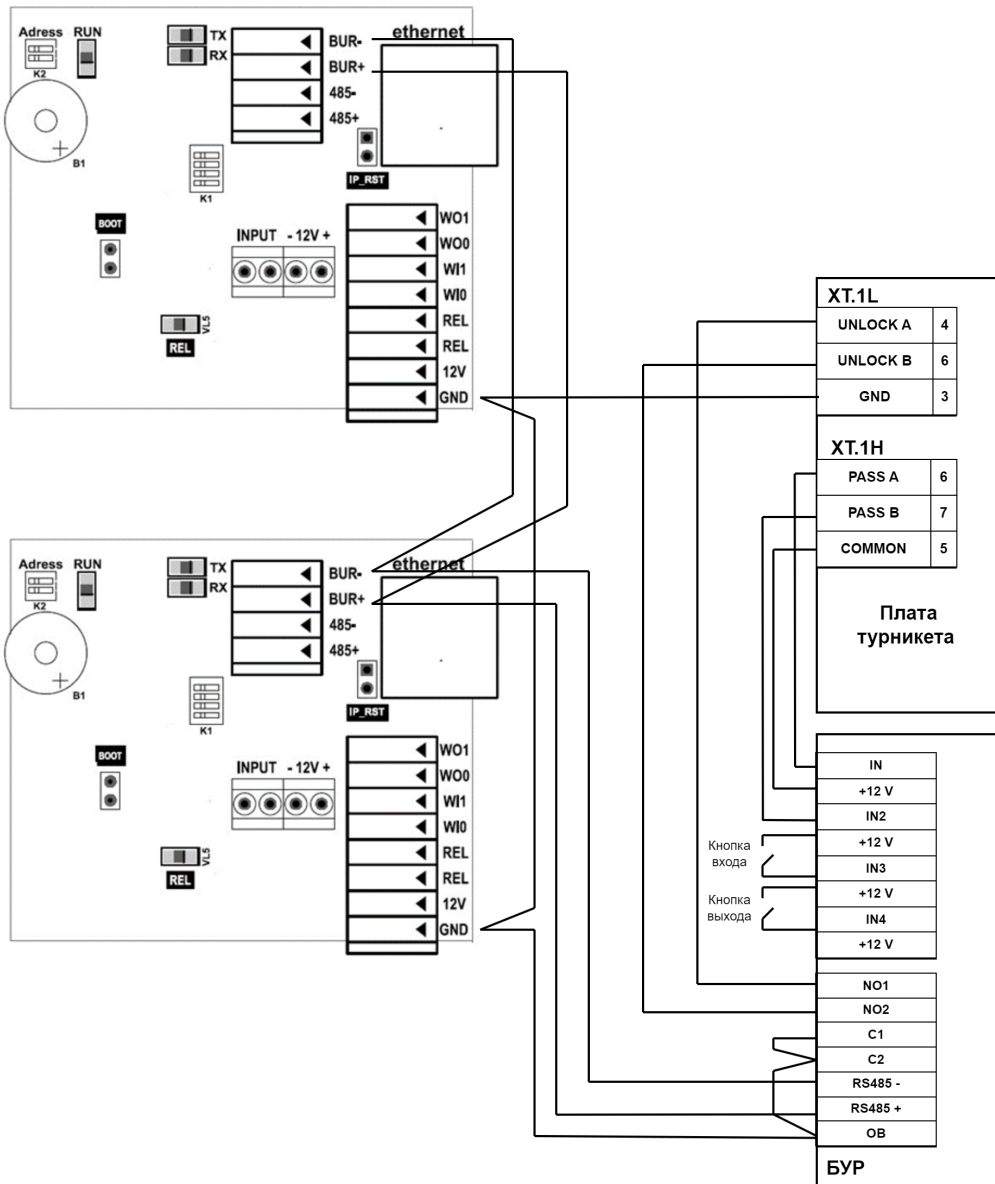 ethernet
Adress RUN
TX
RX
K2
B1
BUR-
BUR+
485-
485+
IP_RST
K1
BOOT
INPUT - 12V +
VL5
REL
WO1
WO0
WI1
WI0
REL
REL
12V
GND
ethernet
Adress RUN
TX
RX
K2
B1
BUR-
BUR+
485-
485+
IP_RST
K1
BOOT
INPUT - 12V +
VL5
REL
WO1
WO0
WI1
WI0
REL
REL
12V
GND
XT.1L
UNLOCK A 4
UNLOCK B 6
GND 3
XT.1H
PASS A 6
PASS B 7
COMMON 5
Плата
турникета
IN
+12 V
IN2
+12 V
IN3
+12 V
IN4
+12 V
Кнопка
входа
Кнопка
выхода
NO1
NO2
C1
C2
RS485 -
RS485 +
OB
БУР